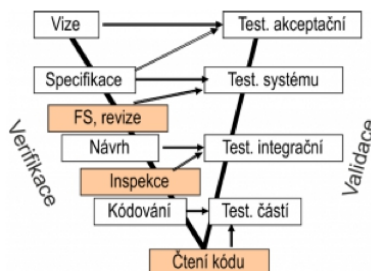 Vize
Test. akceptační
Specifikace
Test. systému
FS, revize
Verifikace
Návrh
Test. integrační
Validace
Inspekce
Kódování
Test. částí
Čtení kódu